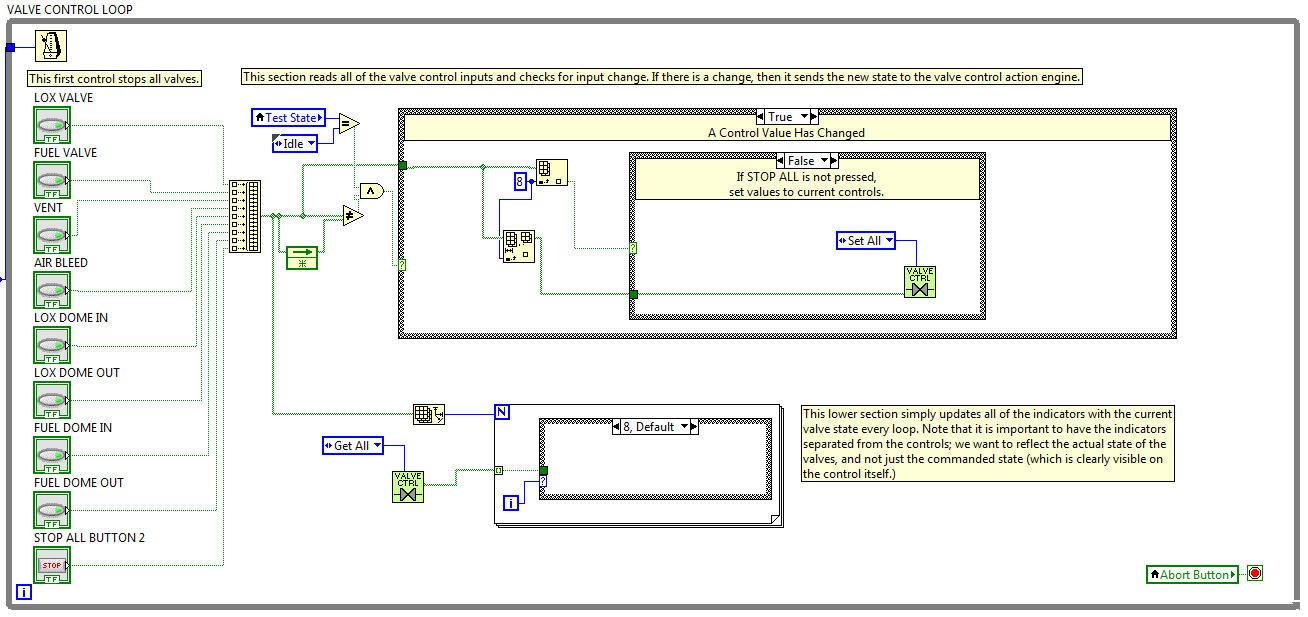 VALVE CONTROL LOOP
This first control stops all valves.
This section reads all of the valve control inputs and checks for input change. If there is a change, then it sends the new state to the valve control action engine.
LOX VALVE
TF
FUEL VALVE
TF
VENT
TF
AIR BLEED
TF
LOX DOME IN
TF
LOX DOME OUT
TF
FUEL DOME IN
TF
FUEL DOME OUT
TF
STOP ALL BUTTON 2
STOP
TF
i
Test State
=
Idle
∧
≠
True
A Control Value Has Changed
8
?
False
If STOP ALL is not pressed,
set values to current controls.
?
Set All
VALVE
CTRL
N
8, Default
Get All
VALVE
CTRL
?
i
This lower section simply updates all of the indicators with the current
valve state every loop. Note that it is important to have the indicators
separated from the controls; we want to reflect the actual state of the
valves, and not just the commanded state (which is clearly visible on
the control itself.)
Abort Button